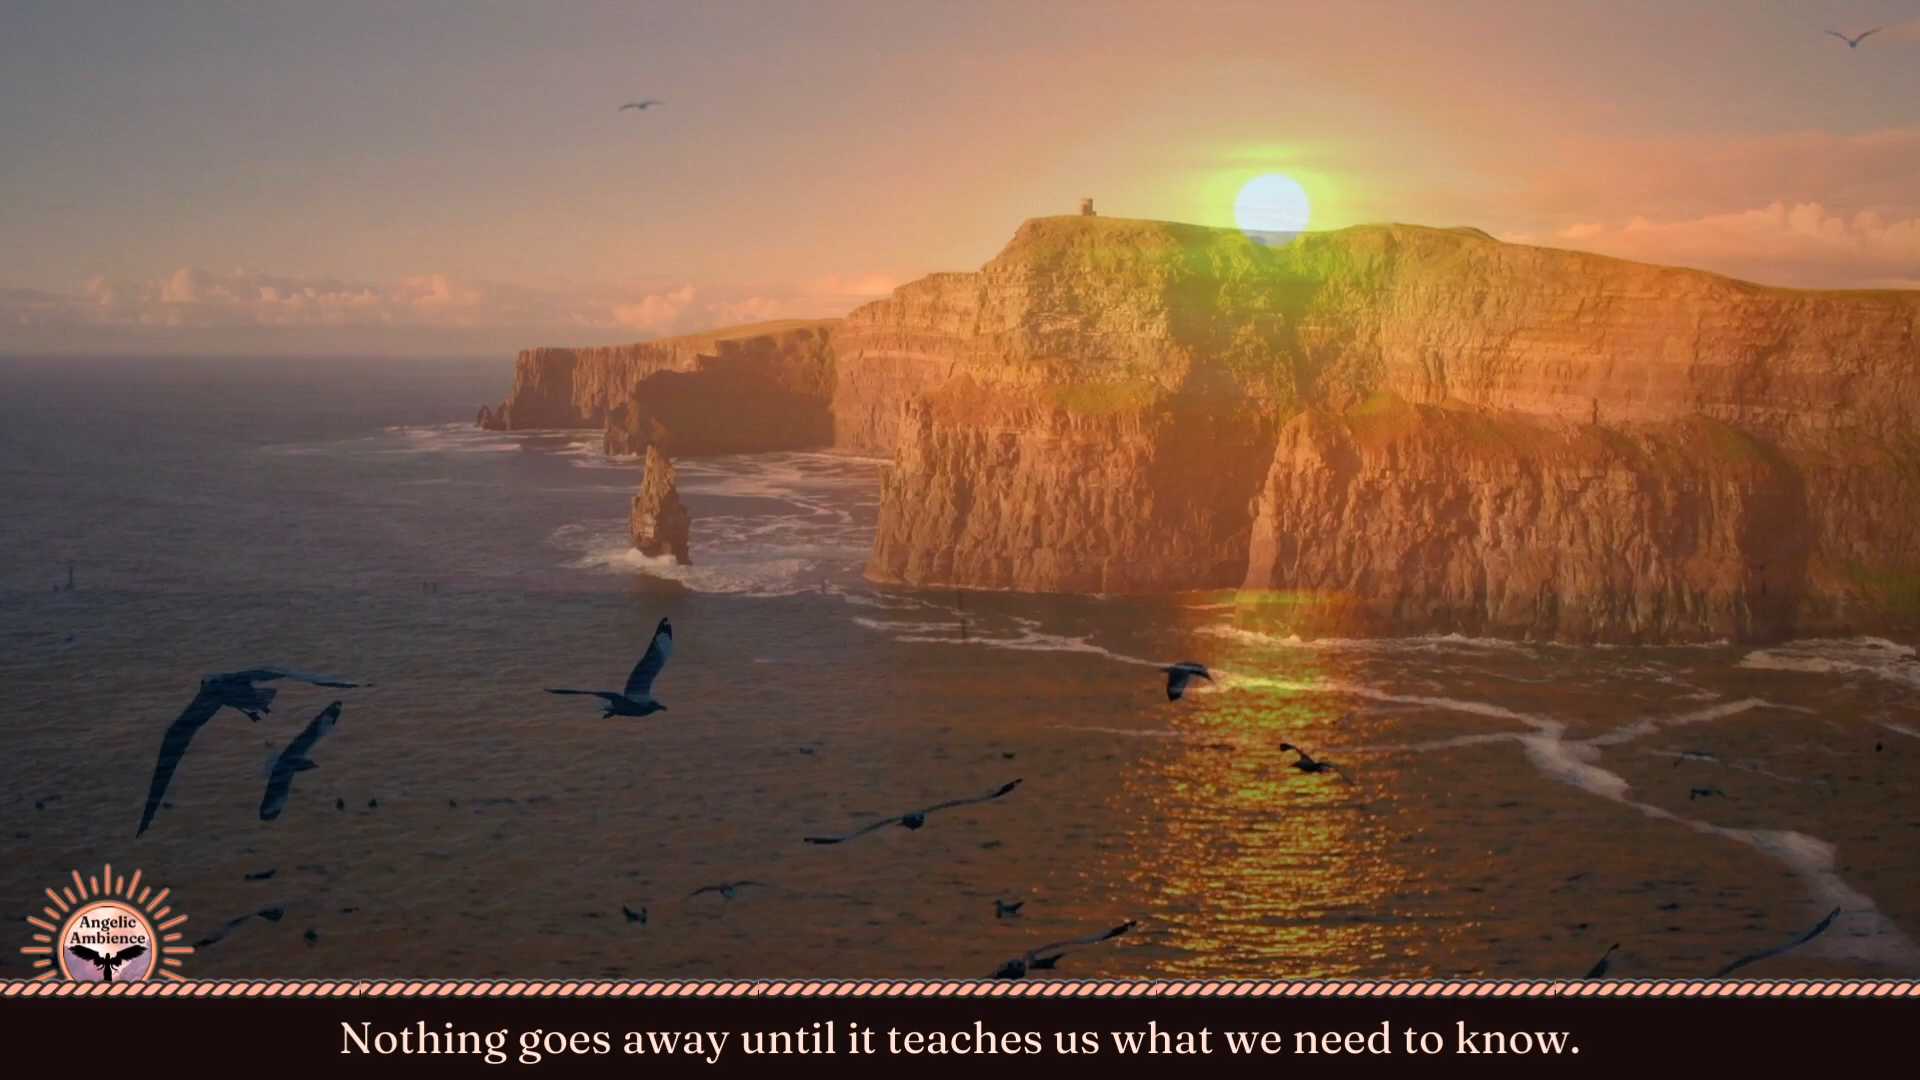 Angelic
Ambience
Nothing goes away until it teaches us what we need to know.